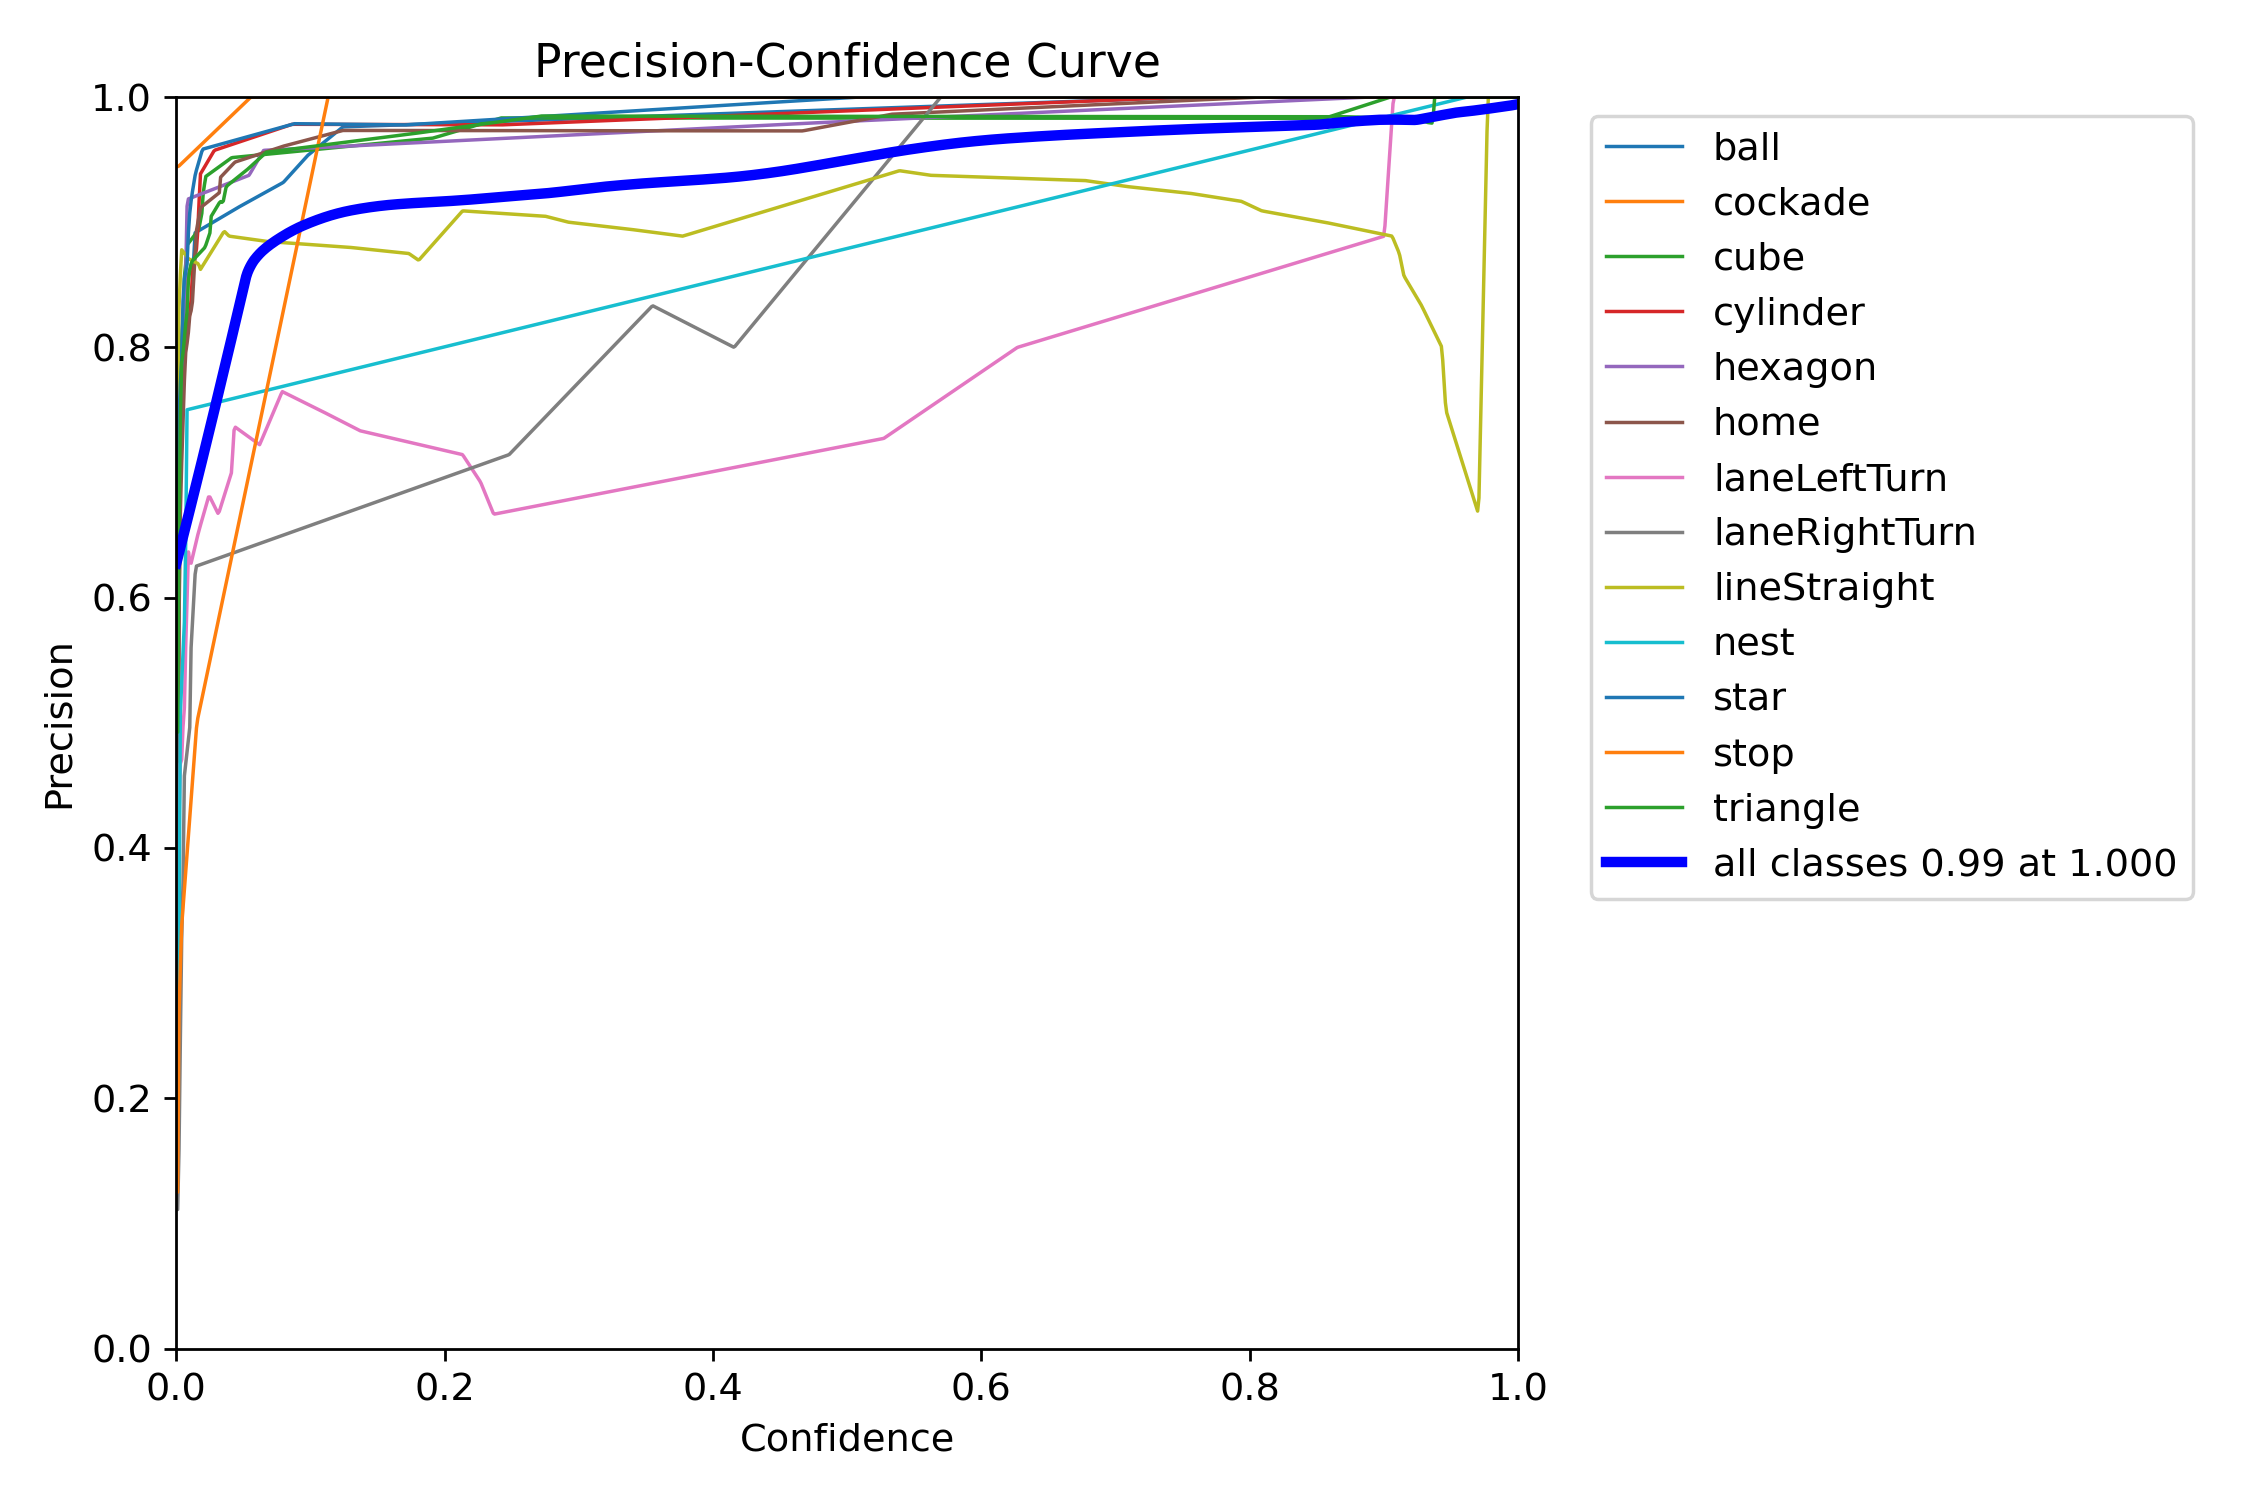 Precision-Confidence Curve
1.0
0.8
0.6
0.4
0.2
0.0
Precision
0.0 0.2 0.4 0.6 0.8 1.0
Confidence
ball
cockade
cube
cylinder
hexagon
home
laneLeftTurn
laneRightTurn
lineStraight
nest
star
stop
triangle
all classes 0.99 at 1.000